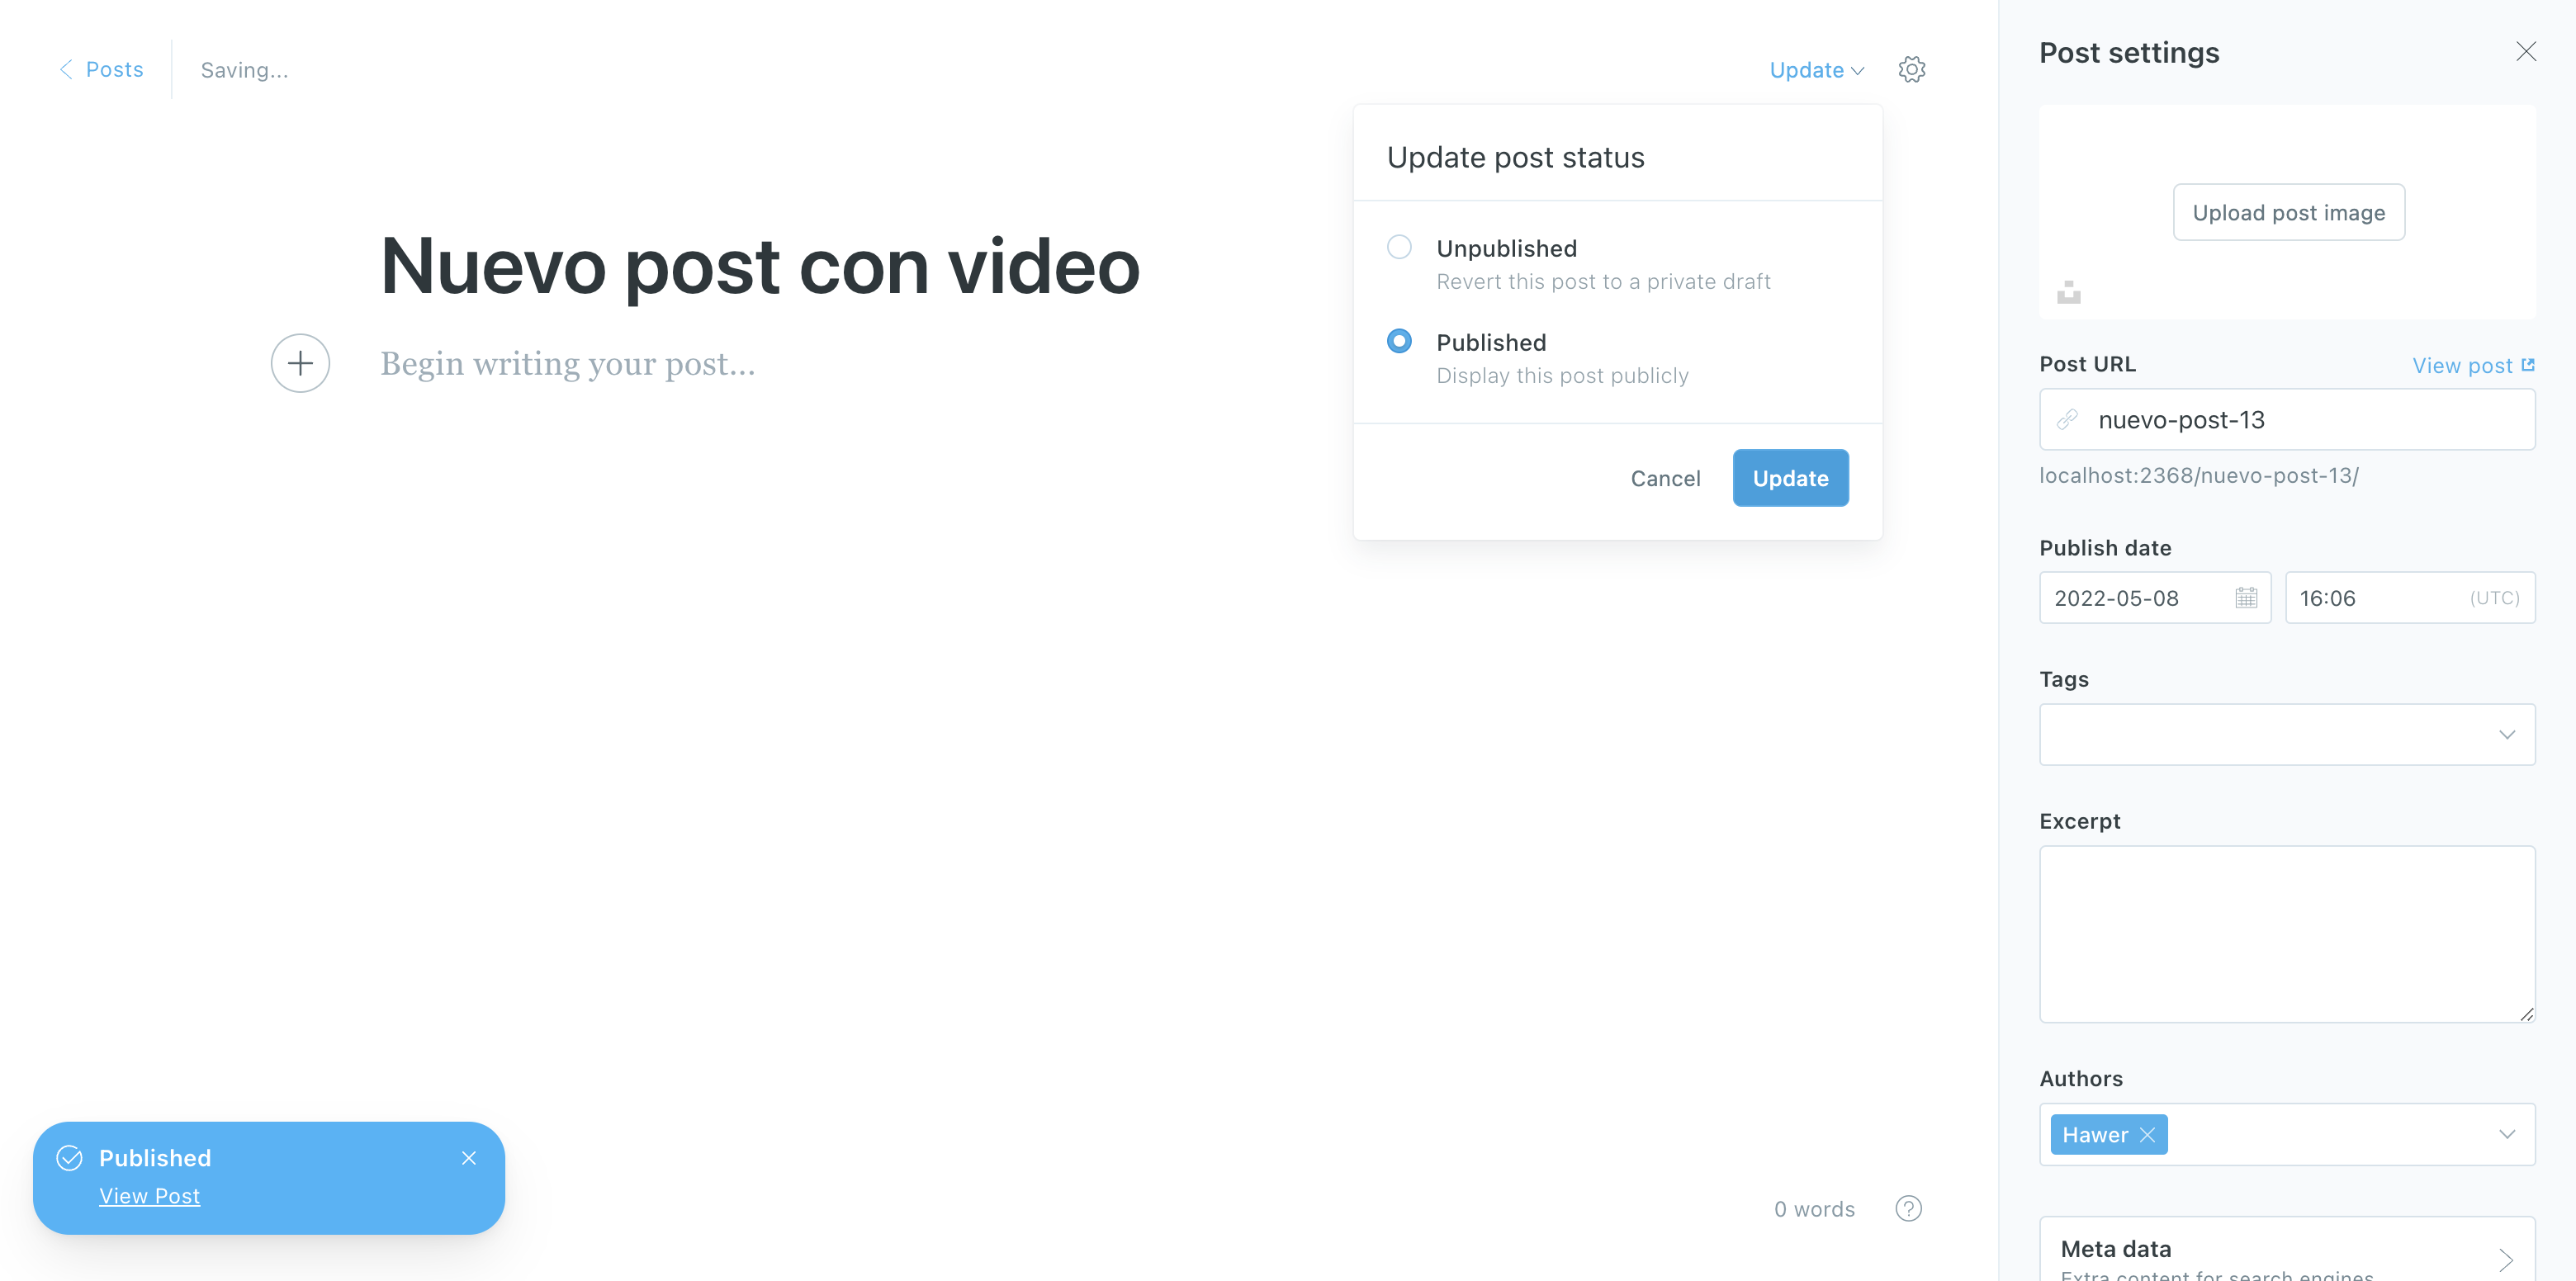 Posts
Saving...
Update
Update post status
Unpublished
Revert this post to a private draft
Published
Display this post publicly
Cancel
Update
Nuevo post con video
Begin writing your post...
Published
View Post
0 words
?
Post settings
Upload post image
Post URL
View post
nuevo-post-13
localhost:2368/nuevo-post-13/
Publish date
2022-05-08
16:06
(UTC)
Tags
Excerpt
Authors
Hawer
Meta data
Extra content for search engines